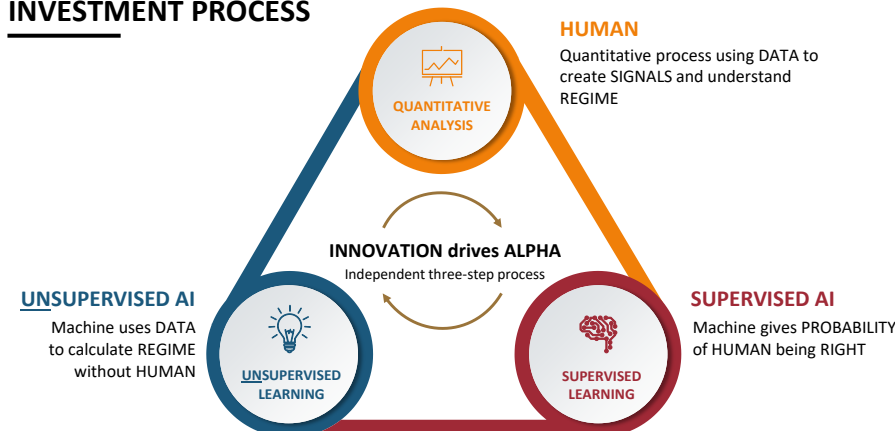 INVESTMENT PROCESS
HUMAN
Quantitative process using DATA to
create SIGNALS and understand
REGIME
QUANTITATIVE
ANALYSIS
INNOVATION drives ALPHA
Independent three-step process
UNSUPERVISED AI
Machine uses DATA
to calculate REGIME
without HUMAN
UNSUPERVISED
LEARNING
SUPERVISED
LEARNING
SUPERVISED AI
Machine gives PROBABILITY
of HUMAN being RIGHT